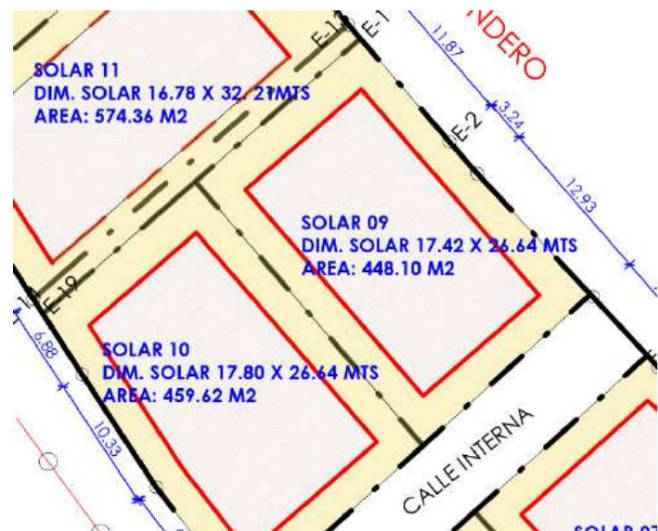 NDERO
E-13
E-1
11.87
3.24
E-2
12.93
SOLAR 11
DIM. SOLAR 16.78 X 32. 21MTS
AREA: 574.36 M2
SOLAR 09
DIM. SOLAR 17.42 X 26.64 MTS
AREA: 448.10 M2
E-19
6.88
SOLAR 10
DIM. SOLAR 17.80 X 26.64 MTS
AREA: 459.62 M2
10.33
CALLE INTERNA